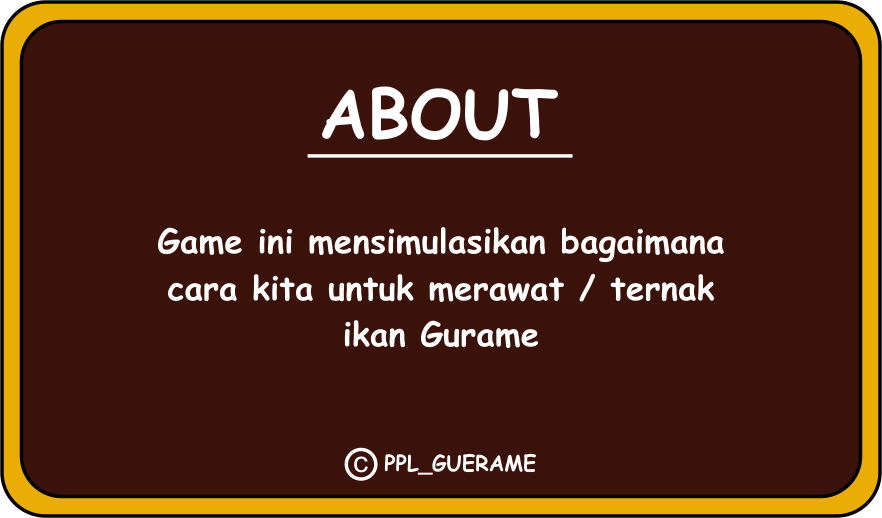 ABOUT
Game ini mensimulasikan bagaimana
cara kita untuk merawat / ternak
ikan Gurame
© PPL_GUERAME